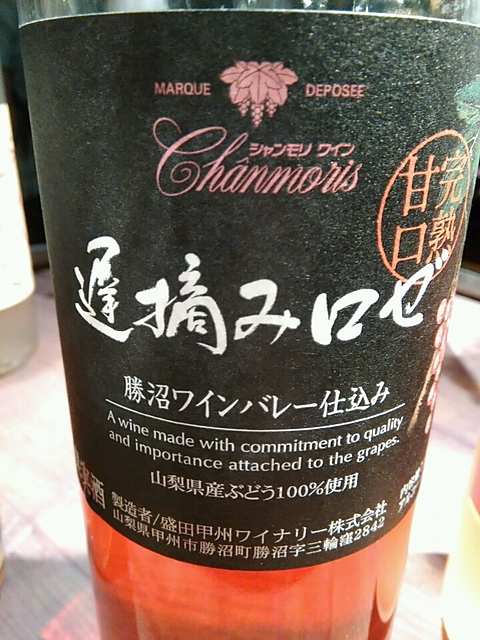 MARQUE DEPOSEE
シャンモリ ワイン
Chanmoris
完熟
甘口
遅摘みロゼ
勝沼ワインバレー仕込み
A wine made with commitment to quality
and importance attached to the grapes.
山梨県産ぶどう100%使用
製造者/盛田甲州ワイナリー株式会社
山梨県甲州市勝沼町勝沼字三輪窪2842